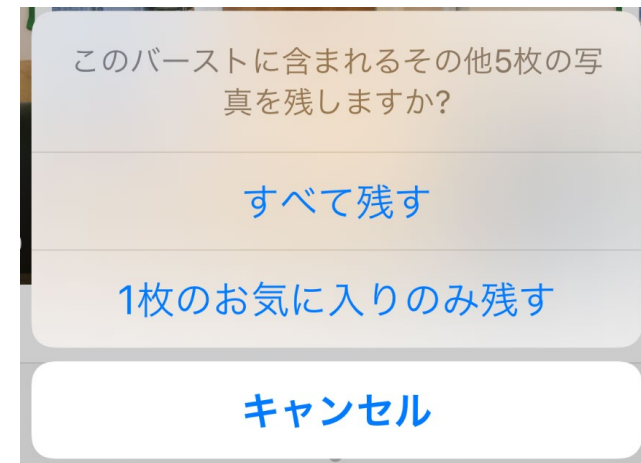 このバーストに含まれるその他5枚の写
真を残しますか?
すべて残す
1枚のお気に入りのみ残す
キャンセル